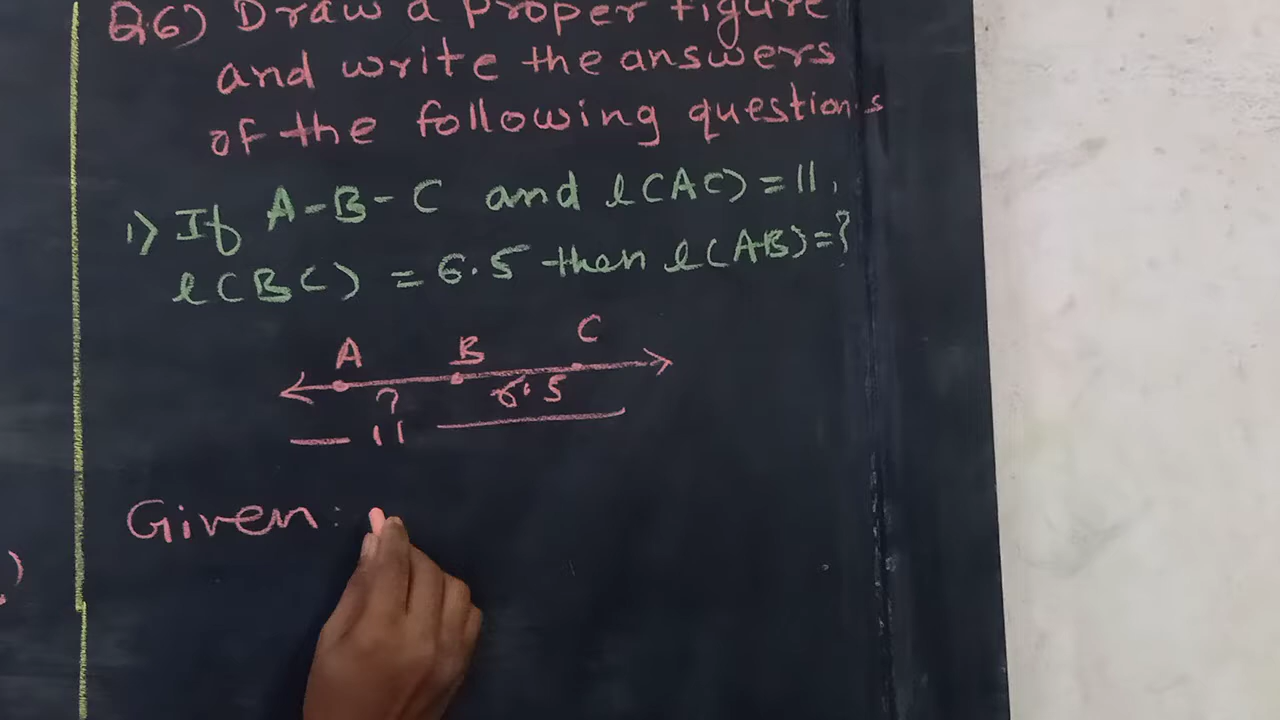 Q6) Draw a proper figure
and write the answers
of the following questions
1) If A-B-C and l(AC)=11,
l(BC) = 6.5 then l(AB)=?
A B C
? 6.5
11
Given: